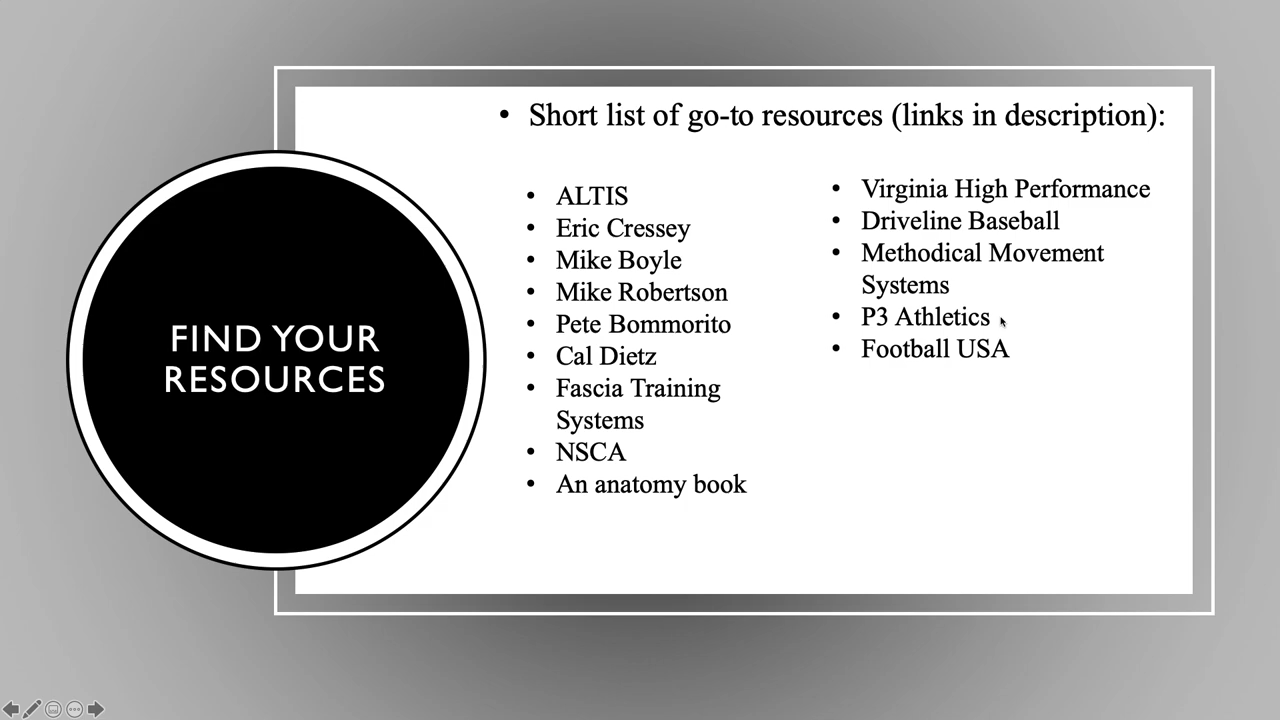 FIND YOUR
RESOURCES
• Short list of go-to resources (links in description):
• ALTIS
• Eric Cressey
• Mike Boyle
• Mike Robertson
• Pete Bommorito
• Cal Dietz
• Fascia Training
Systems
• NSCA
• An anatomy book
• Virginia High Performance
• Driveline Baseball
• Methodical Movement
Systems
• P3 Athletics
• Football USA